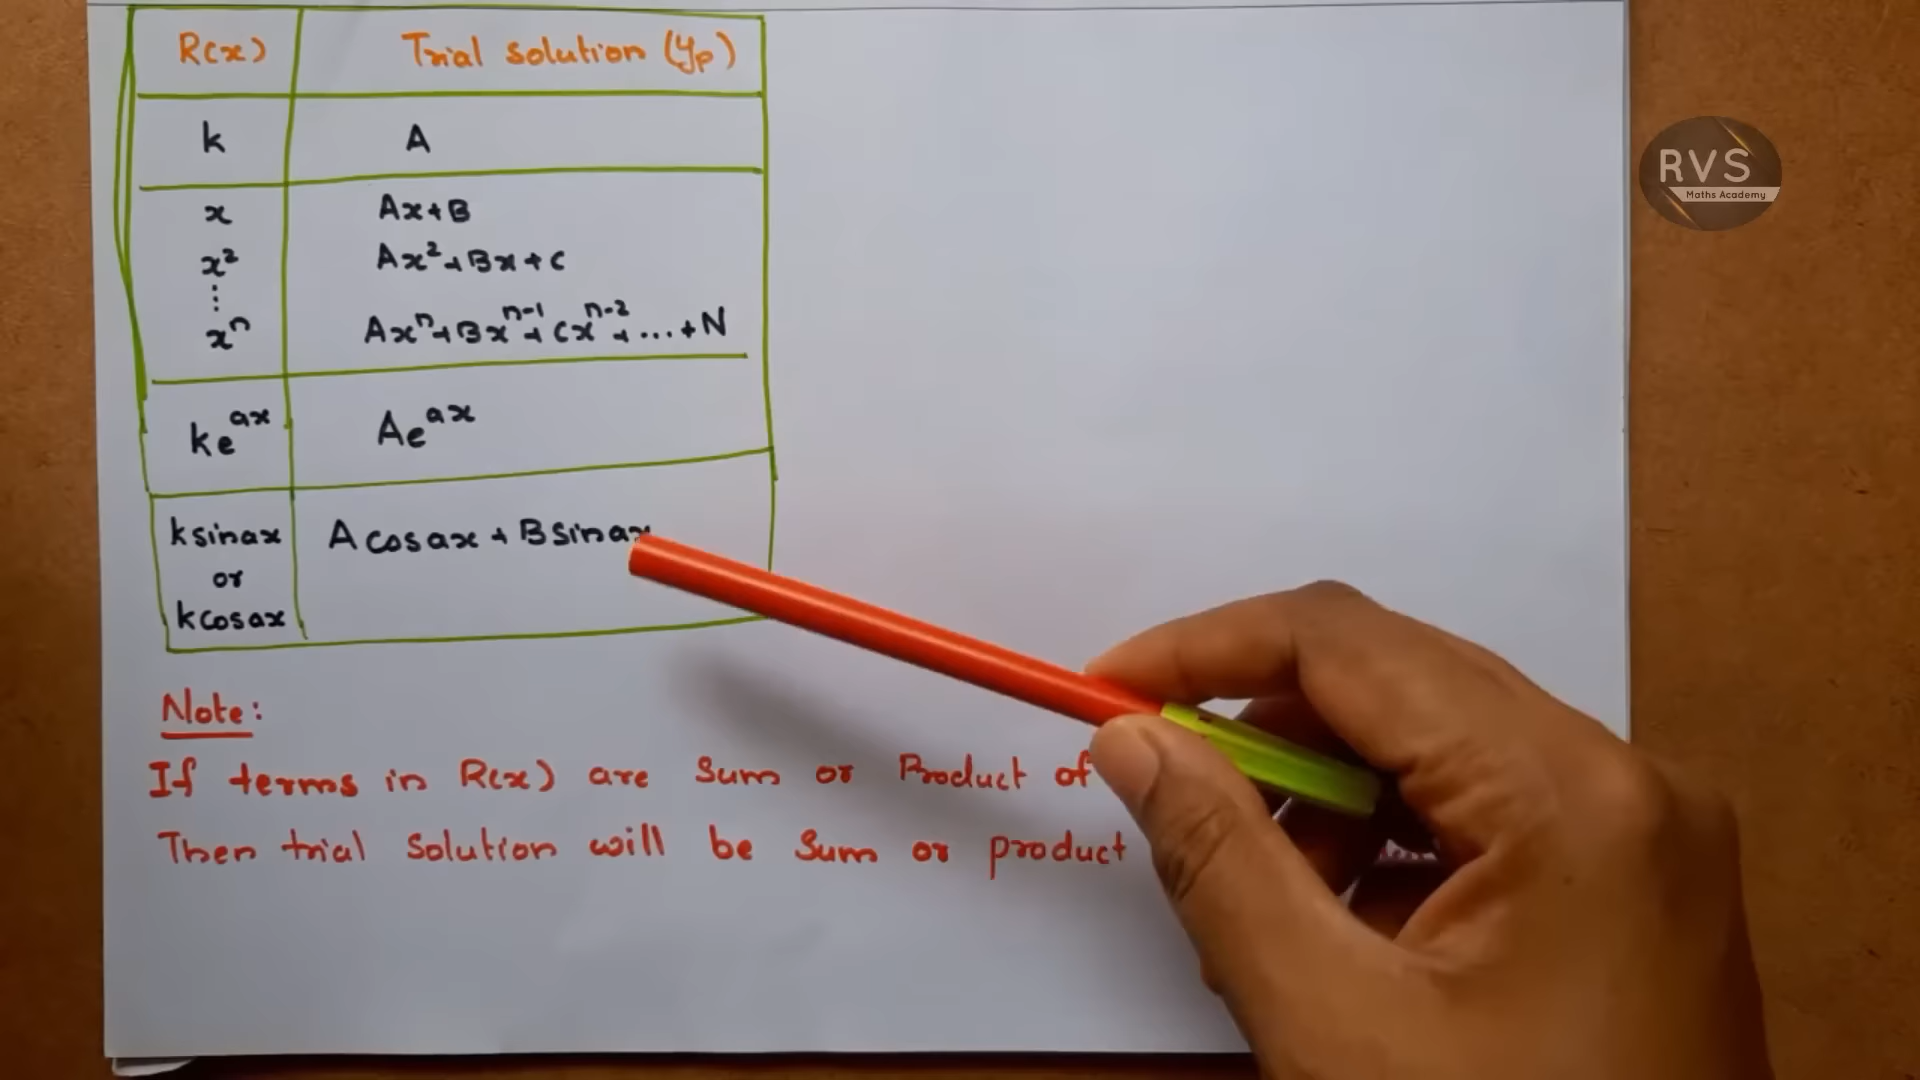 R(x) Trial solution (yp)
k A
x Ax+B
x² Ax²+Bx+C
⋮
xⁿ Axⁿ+Bxⁿ⁻¹+Cxⁿ⁻²+...+N
ke^ax Ae^ax
ksinax Acosax+Bsinax
or
kcosax
Note:
If terms in R(x) are Sum or Product of
Then trial solution will be Sum or product
RVS
Maths Academy